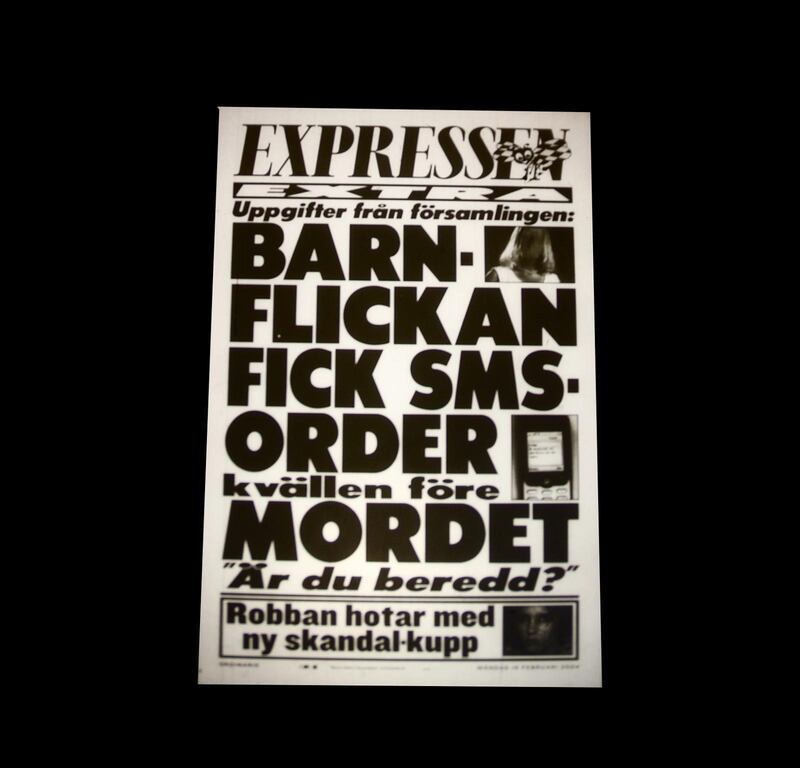 EXPRESSEN
EXTRA
Uppgifter från församlingen:
BARN-
FLICKAN
FICK SMS-
ORDER
kvällen före
MORDET
"Är du beredd?"
Robban hotar med
ny skandal-kupp
ORDINARIE